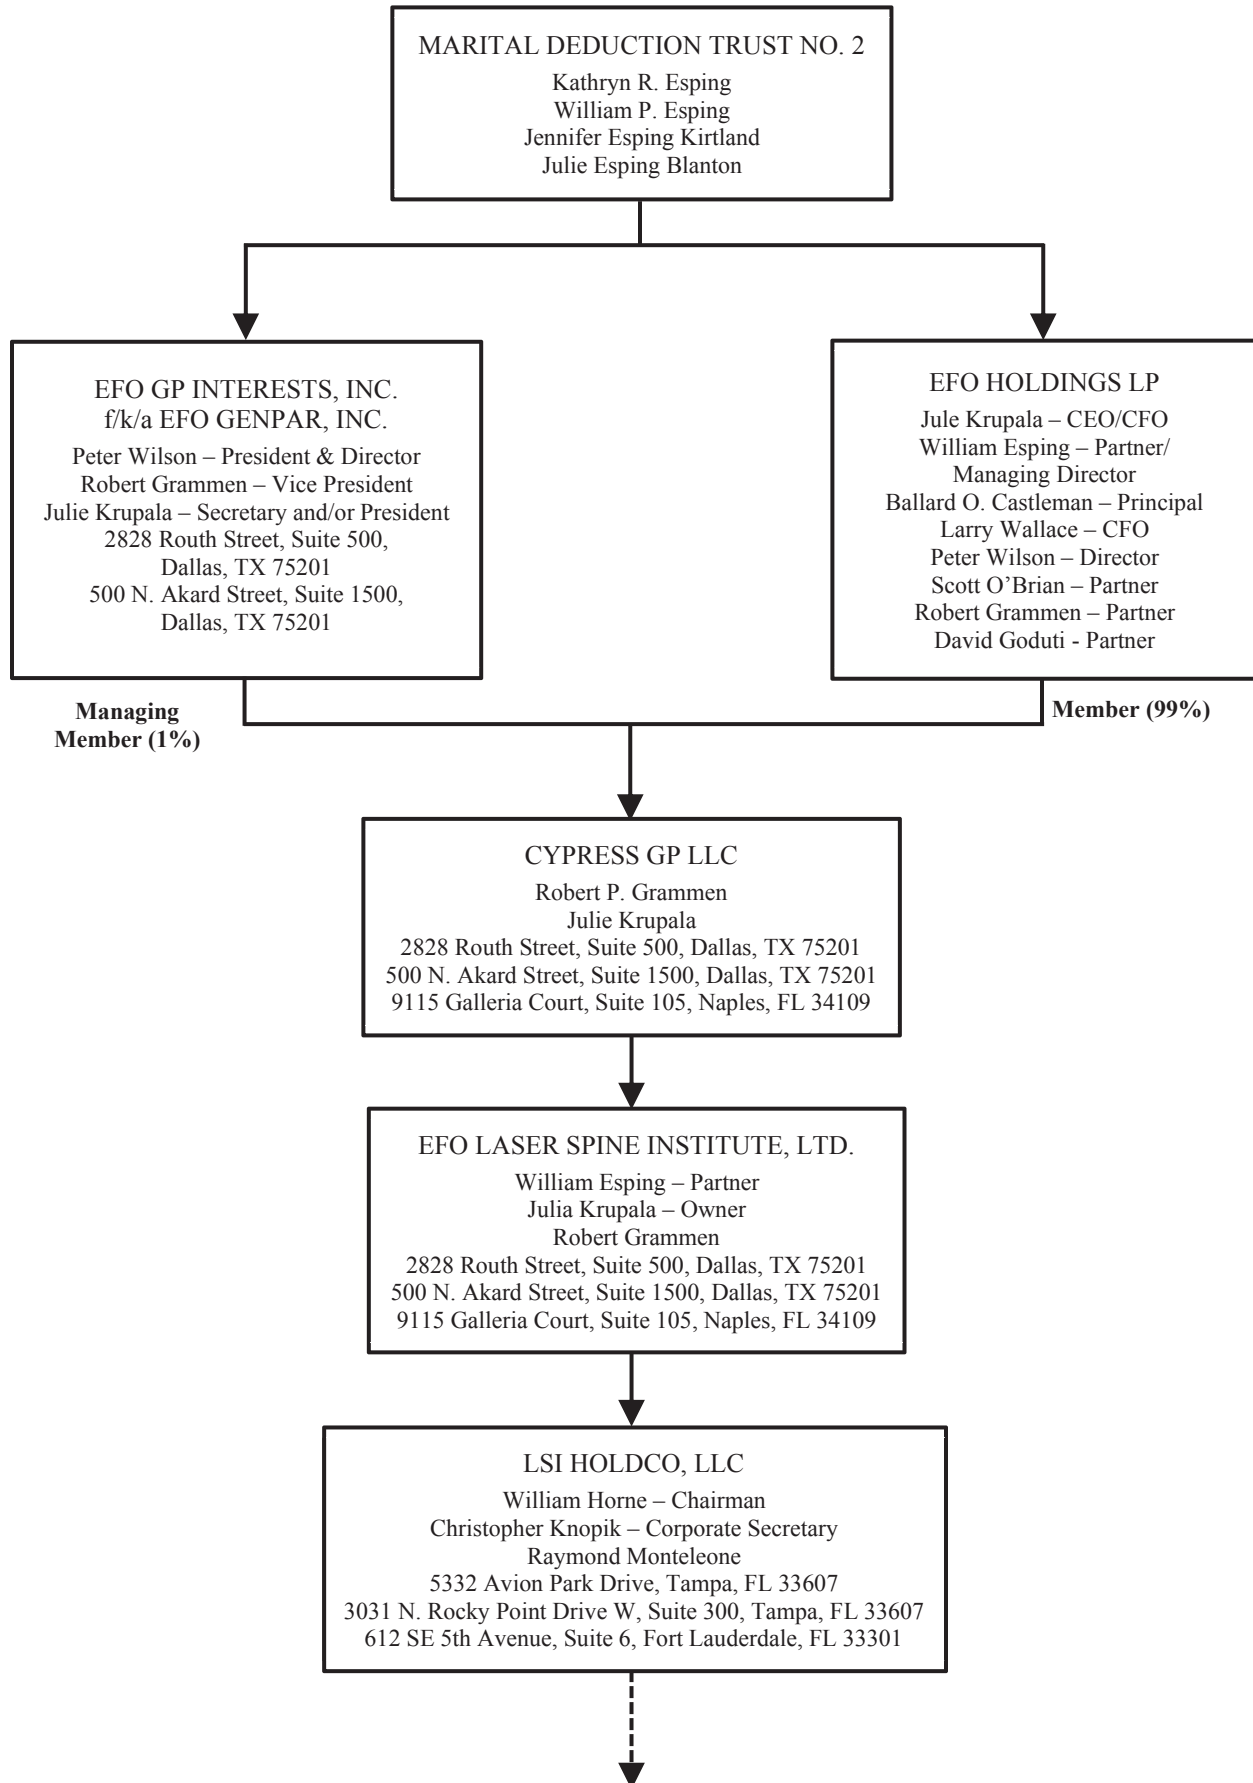 MARITAL DEDUCTION TRUST NO. 2
Kathryn R. Esping
William P. Esping
Jennifer Esping Kirtland
Julie Esping Blanton
EFO GP INTERESTS, INC.
f/k/a EFO GENPAR, INC.
Peter Wilson – President & Director
Robert Grammen – Vice President
Julie Krupala – Secretary and/or President
2828 Routh Street, Suite 500,
Dallas, TX 75201
500 N. Akard Street, Suite 1500,
Dallas, TX 75201
EFO HOLDINGS LP
Jule Krupala – CEO/CFO
William Esping – Partner/
Managing Director
Ballard O. Castleman – Principal
Larry Wallace – CFO
Peter Wilson – Director
Scott O’Brian – Partner
Robert Grammen – Partner
David Goduti - Partner
Managing
Member (1%)
Member (99%)
CYPRESS GP LLC
Robert P. Grammen
Julie Krupala
2828 Routh Street, Suite 500, Dallas, TX 75201
500 N. Akard Street, Suite 1500, Dallas, TX 75201
9115 Galleria Court, Suite 105, Naples, FL 34109
EFO LASER SPINE INSTITUTE, LTD.
William Esping – Partner
Julia Krupala – Owner
Robert Grammen
2828 Routh Street, Suite 500, Dallas, TX 75201
500 N. Akard Street, Suite 1500, Dallas, TX 75201
9115 Galleria Court, Suite 105, Naples, FL 34109
LSI HOLDCO, LLC
William Horne – Chairman
Christopher Knopik – Corporate Secretary
Raymond Monteleone
5332 Avion Park Drive, Tampa, FL 33607
3031 N. Rocky Point Drive W, Suite 300, Tampa, FL 33607
612 SE 5th Avenue, Suite 6, Fort Lauderdale, FL 33301